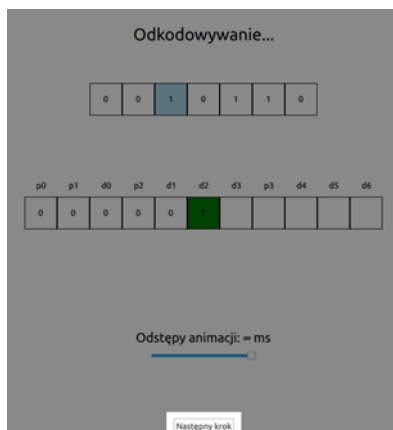 Odkodowywanie...
0 0 1 0 1 1 0
p0 p1 d0 p2 d1 d2 d3 p3 d4 d5 d6
0 0 0 0 0 1
Odstępy animacji: ∞ ms
Następny krok